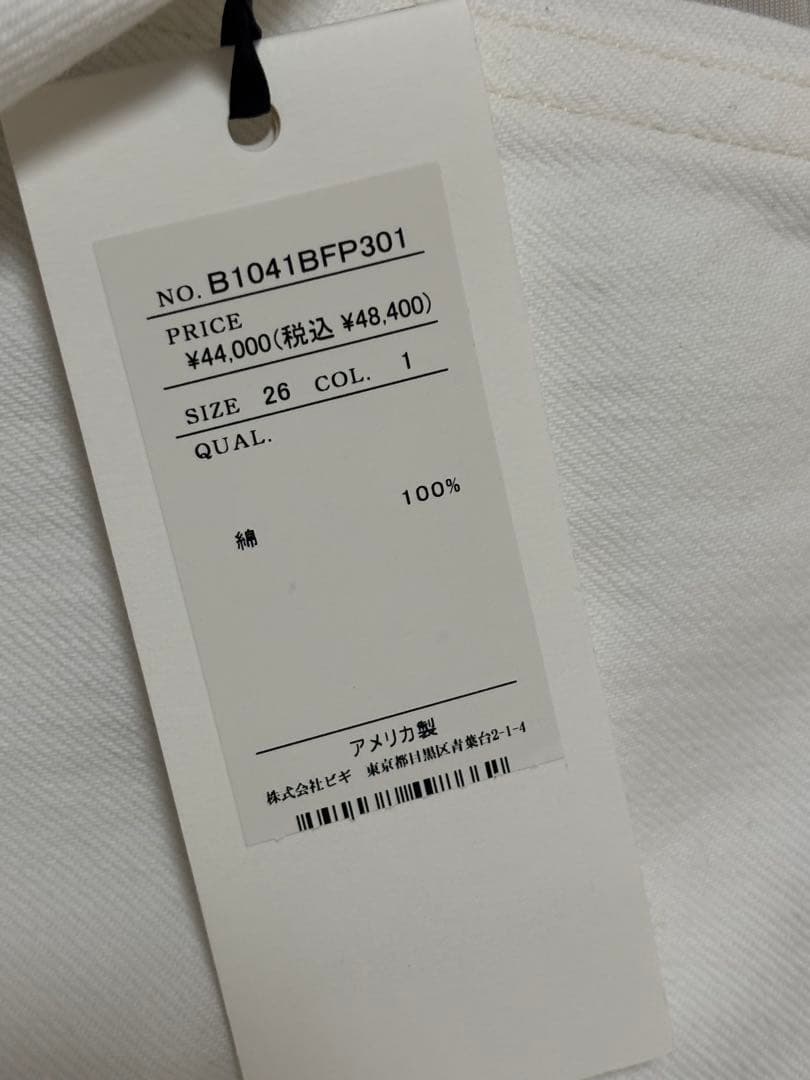 NO. B1041BFP301
PRICE
¥44,000(税込 ¥48,400)
SIZE 26 COL. 1
QUAL.
綿 100%
アメリカ製
株式会社ビギ 東京都目黒区青葉台2-1-4